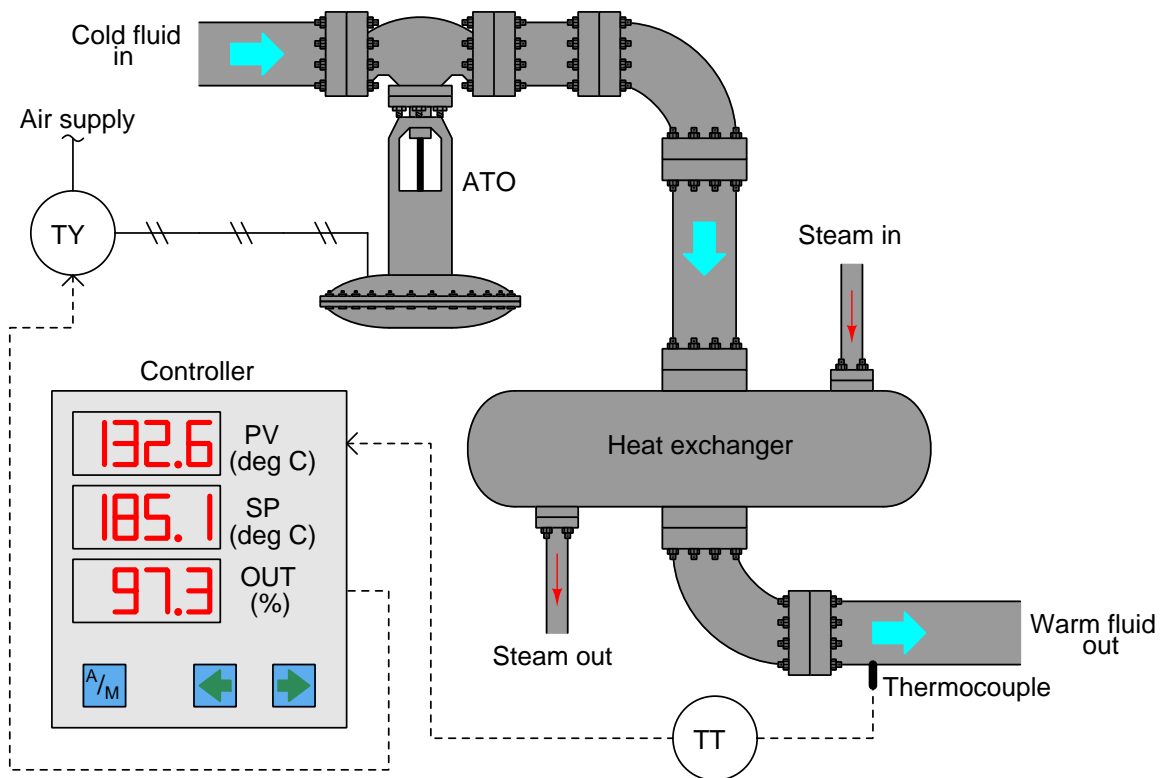 Cold fluid
in
Air supply
TY
ATO
Steam in
Controller
132.6
PV
(deg C)
185.1
SP
(deg C)
97.3
OUT
(%)
A/M
Heat exchanger
Steam out
Warm fluid
out
Thermocouple
TT